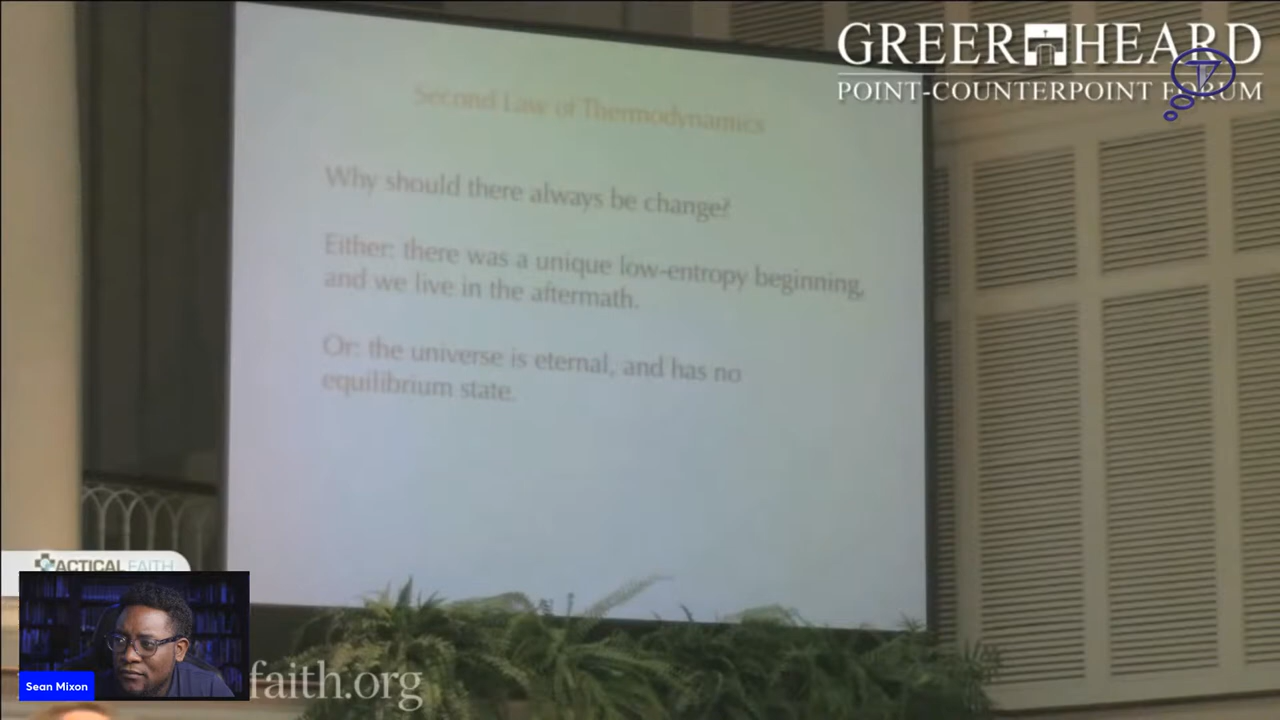 GREER HEARD
POINT-COUNTERPOINT FORUM
Second Law of Thermodynamics
Why should there always be change?
Either: there was a unique low-entropy beginning,
and we live in the aftermath.
Or: the universe is eternal, and has no
equilibrium state.
ACTICAL FAITH
Sean Mixon
faith.org